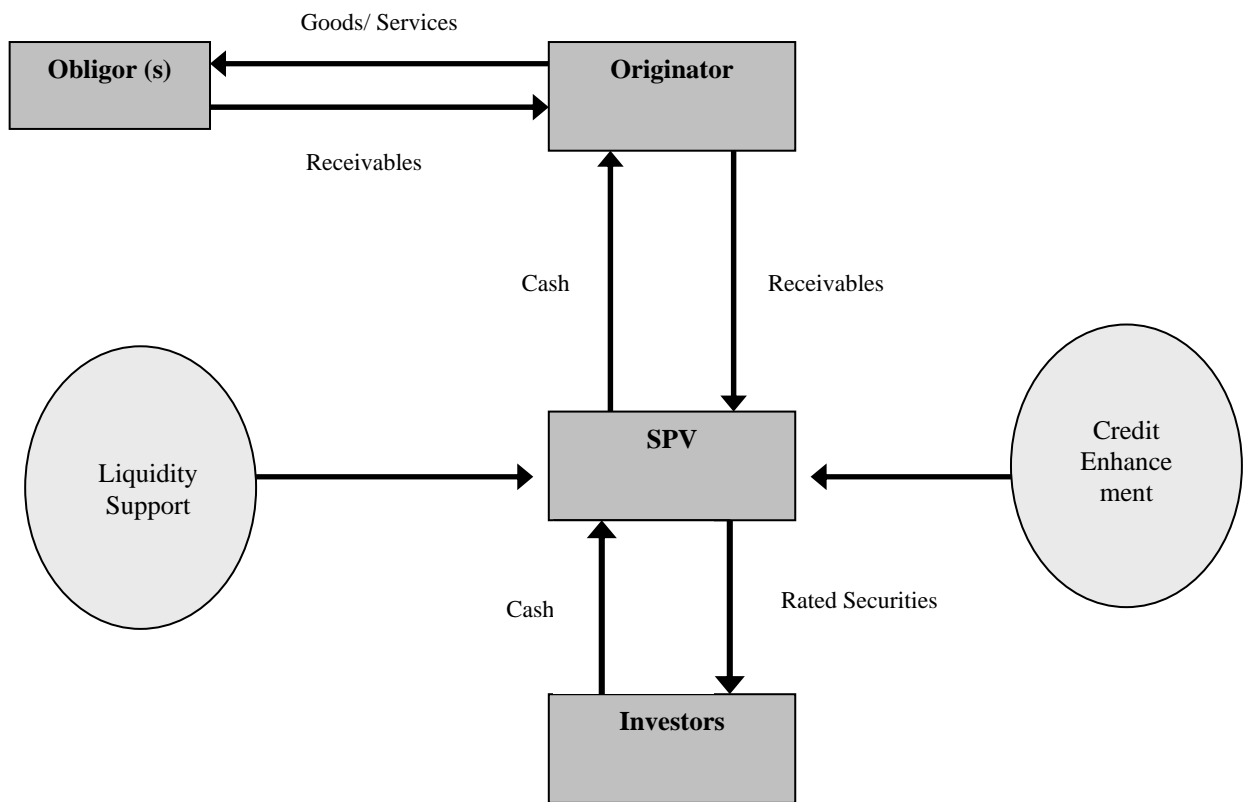 Goods/ Services
Obligor (s)
Originator
Receivables
Cash
Receivables
Liquidity
Support
SPV
Credit
Enhance
ment
Cash
Rated Securities
Investors